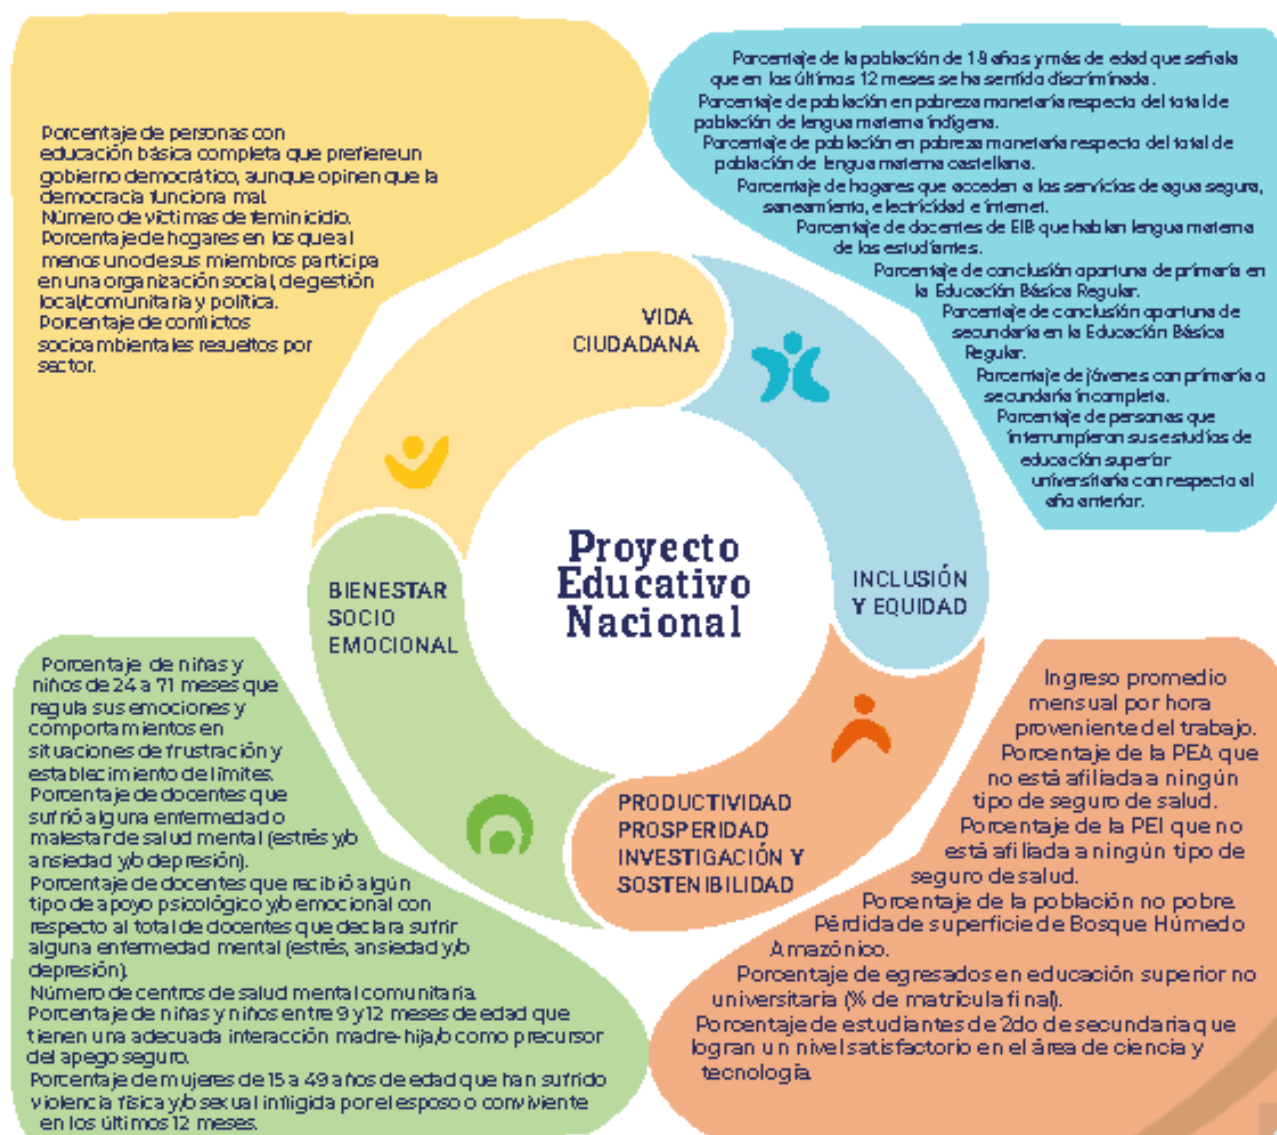 Porcentaje de personas con
educación básica completa que prefiere un
gobierno democrático, aunque opinen que la
democracia funciona mal.
Número de víctimas de feminicidio.
Porcentaje de hogares en los que al
menos uno de sus miembros participa
en una organización social, de gestión
local/comunitaria y política.
Porcentaje de conflictos
socioambientales resueltos por
sector.
Porcentaje de la población de 18 años y más de edad que señala
que en los últimos 12 meses se ha sentido discriminada.
Porcentaje de población en pobreza monetaria respecto del total de
población de lengua materna indígena.
Porcentaje de población en pobreza monetaria respecto del total de
población de lengua materna castellana.
Porcentaje de hogares que acceden a los servicios de agua segura,
saneamiento, electricidad e internet.
Porcentaje de docentes de EIB que hablan lengua materna
de los estudiantes.
Porcentaje de conclusión oportuna de primaria en
la Educación Básica Regular.
Porcentaje de conclusión oportuna de
secundaria en la Educación Básica
Regular.
Porcentaje de jóvenes con primaria o
secundaria incompleta.
Porcentaje de personas que
interrumpieron sus estudios de
educación superior
universitaria con respecto al
año anterior.
VIDA
CIUDADANA
INCLUSIÓN
Y EQUIDAD
Proyecto
Educativo
Nacional
BIENESTAR
SOCIO
EMOCIONAL
PRODUCTIVIDAD
PROSPERIDAD
INVESTIGACIÓN Y
SOSTENIBILIDAD
Porcentaje de niñas y
niños de 24 a 71 meses que
regula sus emociones y
comportamientos en
situaciones de frustración y
establecimiento de límites.
Porcentaje de docentes que
sufrió alguna enfermedad o
malestar de salud mental (estrés y/o
ansiedad y/o depresión).
Porcentaje de docentes que recibió algún
tipo de apoyo psicológico y/o emocional con
respecto al total de docentes que declara sufrir
alguna enfermedad mental (estrés, ansiedad y/o
depresión).
Número de centros de salud mental comunitaria.
Porcentaje de niñas y niños entre 9 y 12 meses de edad que
tienen una adecuada interacción madre-hija/o como precursor
del apego seguro.
Porcentaje de mujeres de 15 a 49 años de edad que han sufrido
violencia física y/o sexual infligida por el esposo o conviviente
en los últimos 12 meses.
Ingreso promedio
mensual por hora
proveniente del trabajo.
Porcentaje de la PEA que
no está afiliada a ningún
tipo de seguro de salud.
Porcentaje de la PEI que no
está afiliada a ningún tipo de
seguro de salud.
Porcentaje de la población no pobre.
Pérdida de superficie de Bosque Húmedo
Amazónico.
Porcentaje de egresados en educación superior no
universitaria (% de matrícula final).
Porcentaje de estudiantes de 2do de secundaria que
logran un nivel satisfactorio en el área de ciencia y
tecnología.